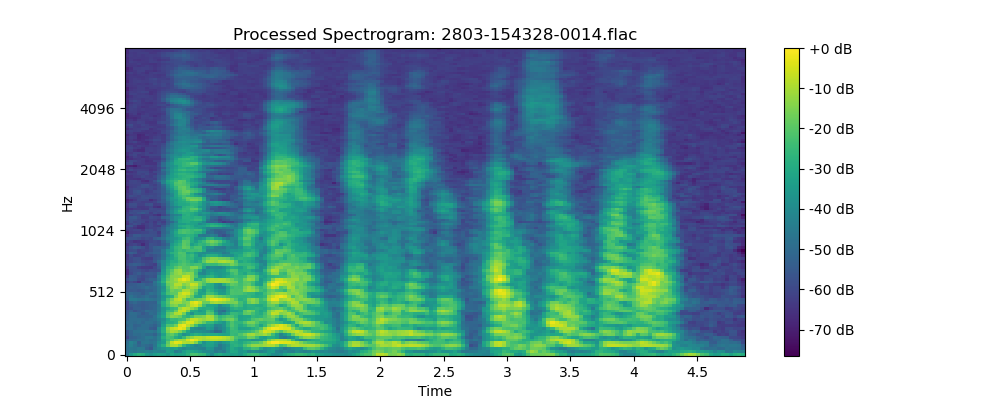 Processed Spectrogram: 2803-154328-0014.flac
+0 dB
4096
-10 dB
-20 dB
2048
-30 dB
Hz
1024
-40 dB
-50 dB
512
-60 dB
-70 dB
0
0 0.5 1 1.5 2 2.5 3 3.5 4 4.5
Time